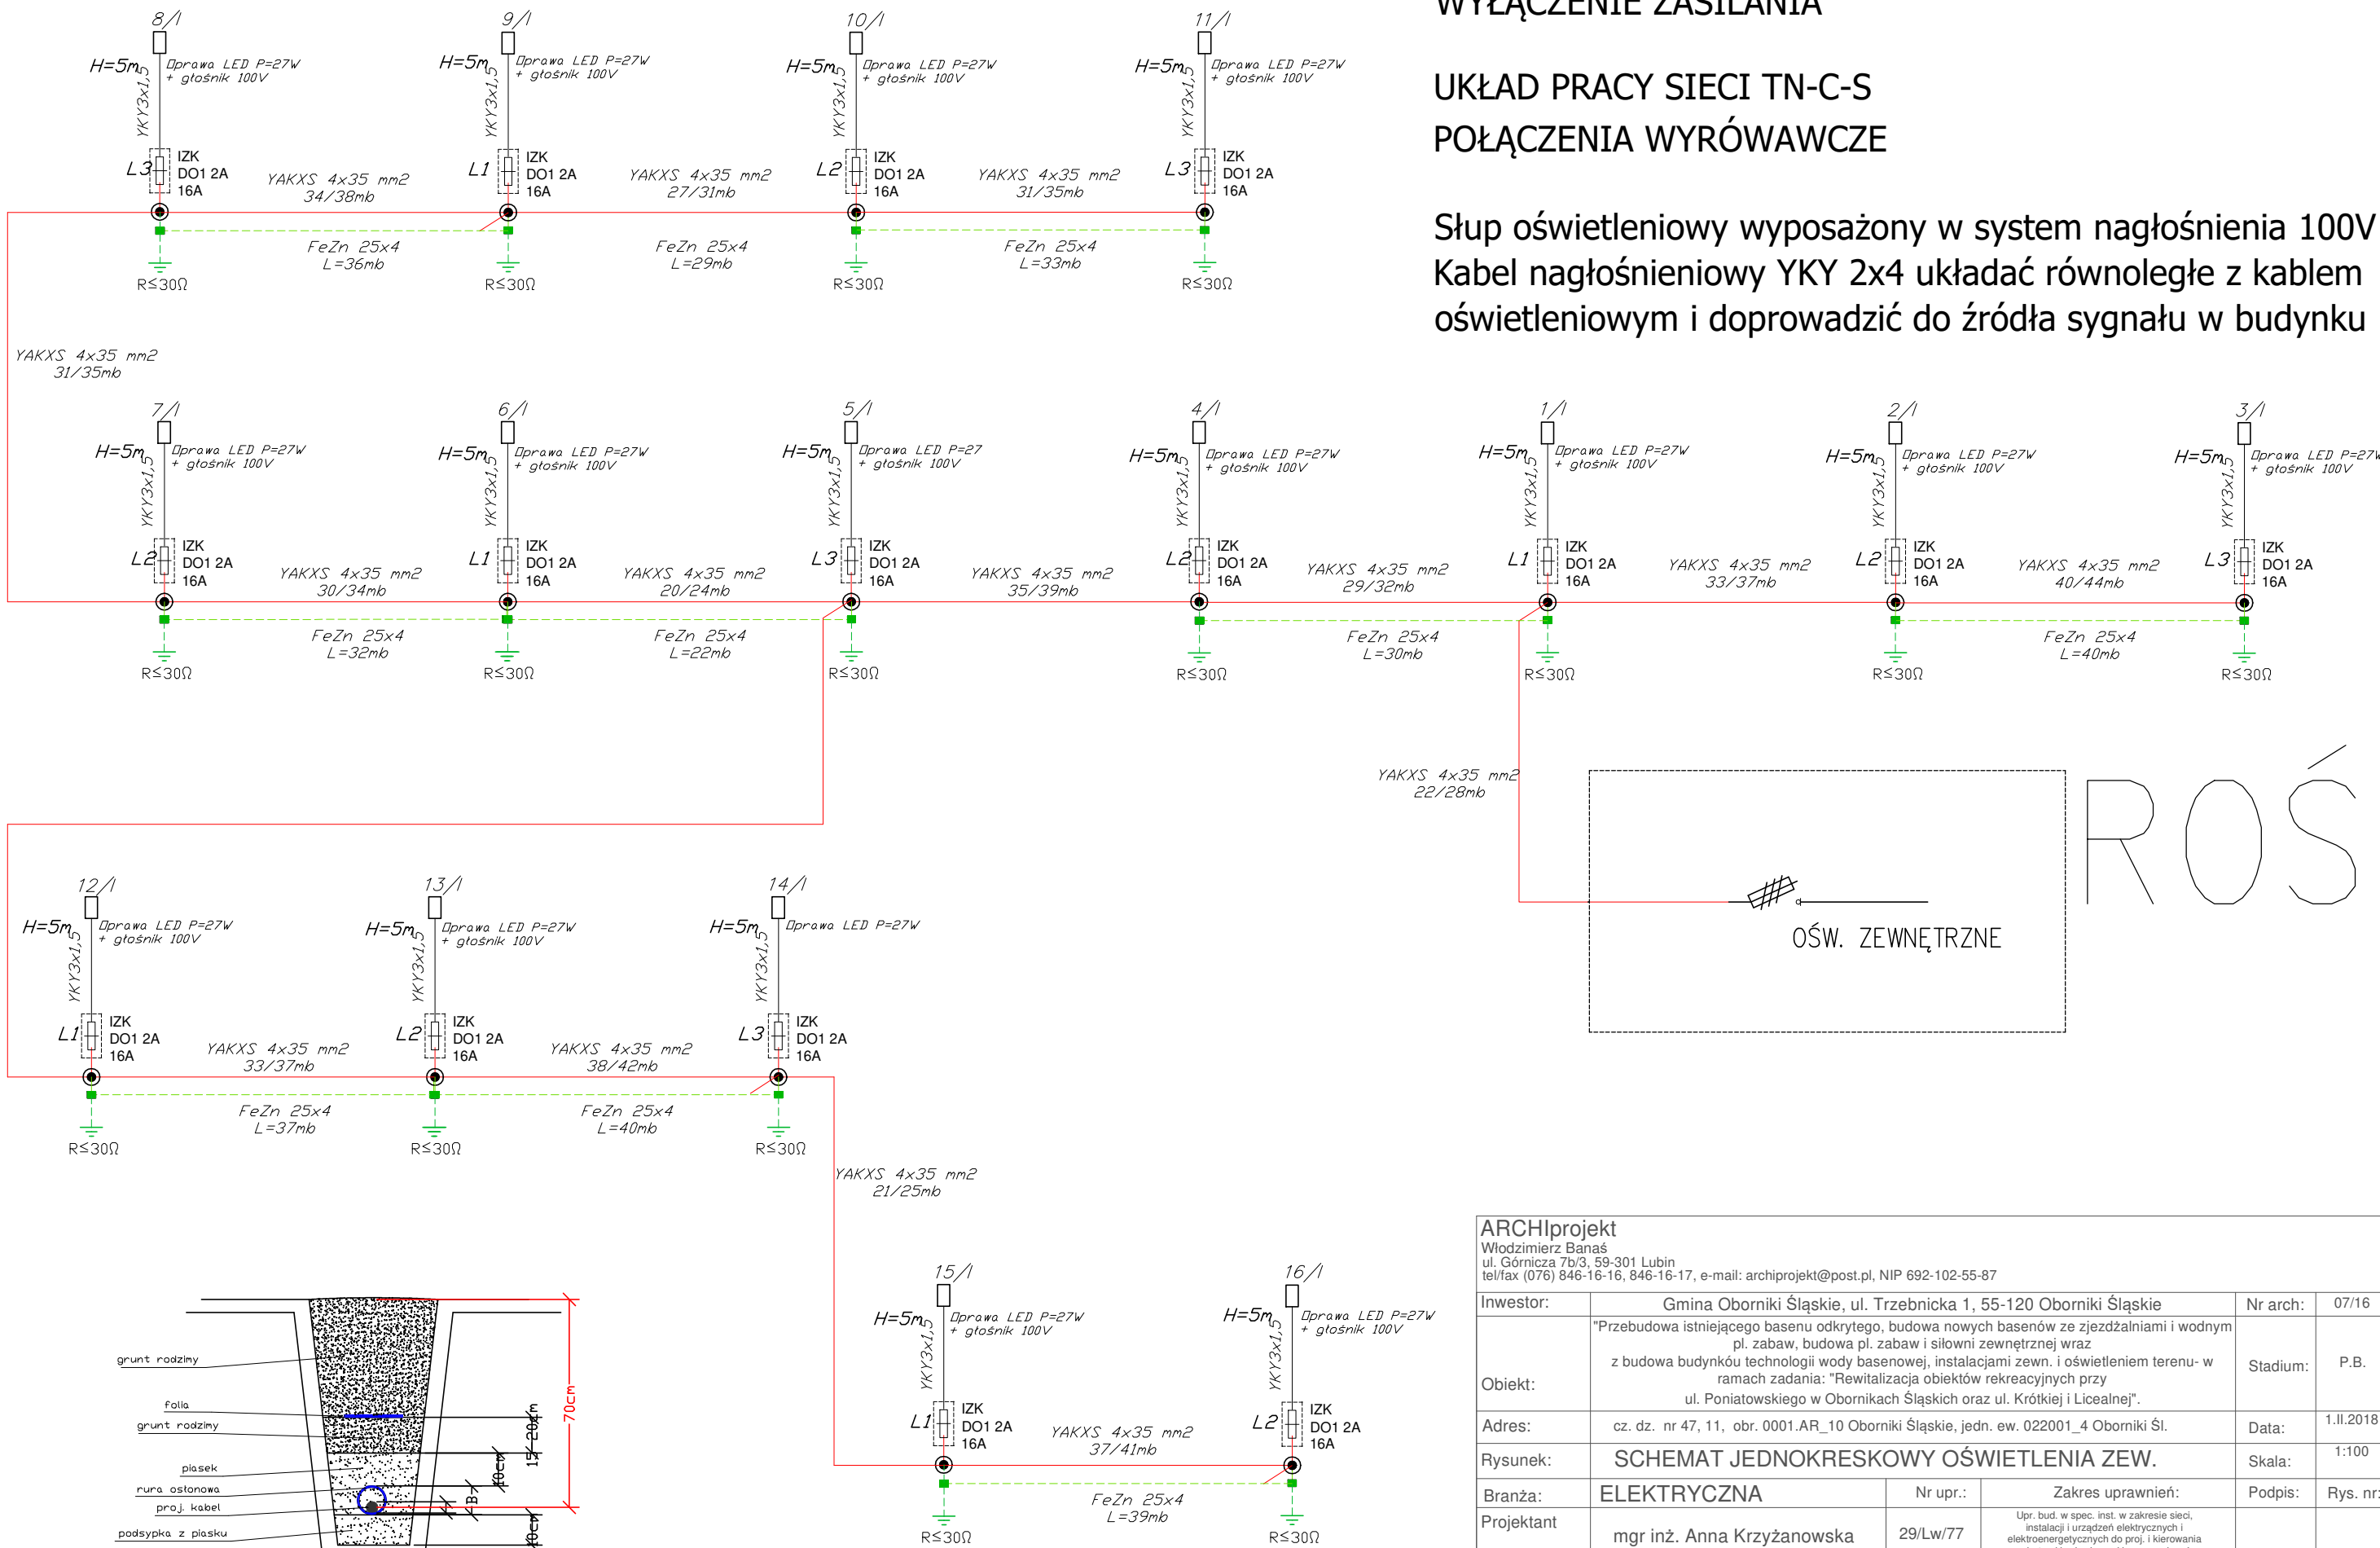 WYŁĄCZENIE ZASILANIA
UKŁAD PRACY SIECI TN-C-S
POŁĄCZENIA WYRÓWAWCZE
Słup oświetleniowy wyposażony w system nagłośnienia 100V
Kabel nagłośnieniowy YKY 2x4 układać równoległe z kablem
oświetleniowym i doprowadzić do źródła sygnału w budynku
8/I
H=5m
Oprawa LED P=27W
+ głośnik 100V
YKY3x1,5
L3
IZK
DO1 2A
16A
YAKXS 4x35 mm2
34/38mb
FeZn 25x4
L=36mb
R≤30Ω
9/I
H=5m
Oprawa LED P=27W
+ głośnik 100V
YKY3x1,5
L1
IZK
DO1 2A
16A
YAKXS 4x35 mm2
27/31mb
FeZn 25x4
L=29mb
R≤30Ω
10/I
H=5m
Oprawa LED P=27W
+ głośnik 100V
YKY3x1,5
L2
IZK
DO1 2A
16A
YAKXS 4x35 mm2
31/35mb
FeZn 25x4
L=33mb
R≤30Ω
11/I
H=5m
Oprawa LED P=27W
+ głośnik 100V
YKY3x1,5
L3
IZK
DO1 2A
16A
R≤30Ω
YAKXS 4x35 mm2
31/35mb
7/I
H=5m
Oprawa LED P=27W
+ głośnik 100V
YKY3x1,5
L2
IZK
DO1 2A
16A
YAKXS 4x35 mm2
30/34mb
FeZn 25x4
L=32mb
R≤30Ω
6/I
H=5m
Oprawa LED P=27W
+ głośnik 100V
YKY3x1,5
L1
IZK
DO1 2A
16A
YAKXS 4x35 mm2
20/24mb
FeZn 25x4
L=22mb
R≤30Ω
5/I
H=5m
Oprawa LED P=27
+ głośnik 100V
YKY3x1,5
L3
IZK
DO1 2A
16A
YAKXS 4x35 mm2
35/39mb
R≤30Ω
4/I
H=5m
Oprawa LED P=27W
+ głośnik 100V
YKY3x1,5
L2
IZK
DO1 2A
16A
YAKXS 4x35 mm2
29/32mb
FeZn 25x4
L=30mb
R≤30Ω
1/I
H=5m
Oprawa LED P=27W
+ głośnik 100V
YKY3x1,5
L1
IZK
DO1 2A
16A
YAKXS 4x35 mm2
33/37mb
R≤30Ω
2/I
H=5m
Oprawa LED P=27W
+ głośnik 100V
YKY3x1,5
L2
IZK
DO1 2A
16A
YAKXS 4x35 mm2
40/44mb
FeZn 25x4
L=40mb
R≤30Ω
3/I
H=5m
Oprawa LED P=27W
+ głośnik 100V
YKY3x1,5
L3
IZK
DO1 2A
16A
R≤30Ω
YAKXS 4x35 mm2
22/28mb
OŚW. ZEWNĘTRZNE
ROŚ
12/I
H=5m
Oprawa LED P=27W
+ głośnik 100V
YKY3x1,5
L1
IZK
DO1 2A
16A
YAKXS 4x35 mm2
33/37mb
FeZn 25x4
L=37mb
R≤30Ω
13/I
H=5m
Oprawa LED P=27W
+ głośnik 100V
YKY3x1,5
L2
IZK
DO1 2A
16A
YAKXS 4x35 mm2
38/42mb
FeZn 25x4
L=40mb
R≤30Ω
14/I
H=5m
Oprawa LED P=27W
YKY3x1,5
L3
IZK
DO1 2A
16A
R≤30Ω
YAKXS 4x35 mm2
21/25mb
15/I
H=5m
Oprawa LED P=27W
+ głośnik 100V
YKY3x1,5
L1
IZK
DO1 2A
16A
YAKXS 4x35 mm2
37/41mb
FeZn 25x4
L=39mb
R≤30Ω
16/I
H=5m
Oprawa LED P=27W
+ głośnik 100V
YKY3x1,5
L2
IZK
DO1 2A
16A
R≤30Ω
grunt rodzimy
folia
grunt rodzimy
piasek
rura osłonowa
proj. kabel
podsypka z piasku
70cm
15/20cm
10cm
B
10cm
ARCHIprojekt
Włodzimierz Banaś
ul. Górnicza 7b/3, 59-301 Lubin
tel/fax (076) 846-16-16, 846-16-17, e-mail: archiprojekt@post.pl, NIP 692-102-55-87
Inwestor: Gmina Oborniki Śląskie, ul. Trzebnicka 1, 55-120 Oborniki Śląskie Nr arch: 07/16
Obiekt: "Przebudowa istniejącego basenu odkrytego, budowa nowych basenów ze zjezdżalniami i wodnym
pl. zabaw, budowa pl. zabaw i siłowni zewnętrznej wraz
z budowa budynków technologii wody basenowej, instalacjami zewn. i oświetleniem terenu- w
ramach zadania: "Rewitalizacja obiektów rekreacyjnych przy
ul. Poniatowskiego w Obornikach Śląskich oraz ul. Krótkiej i Licealnej".
Stadium: P.B.
Adres: cz. dz. nr 47, 11, obr. 0001.AR_10 Oborniki Śląskie, jedn. ew. 022001_4 Oborniki Śl. Data: 1.II.2018
Rysunek: SCHEMAT JEDNOKRESKOWY OŚWIETLENIA ZEW. Skala: 1:100
Branża: ELEKTRYCZNA Nr upr.: Zakres uprawnień: Podpis: Rys. nr:
Projektant mgr inż. Anna Krzyżanowska 29/Lw/77
Upr. bud. w spec. inst. w zakresie sieci,
instalacji i urządzeń elektrycznych i
elektroenergetycznych do proj. i kierowania